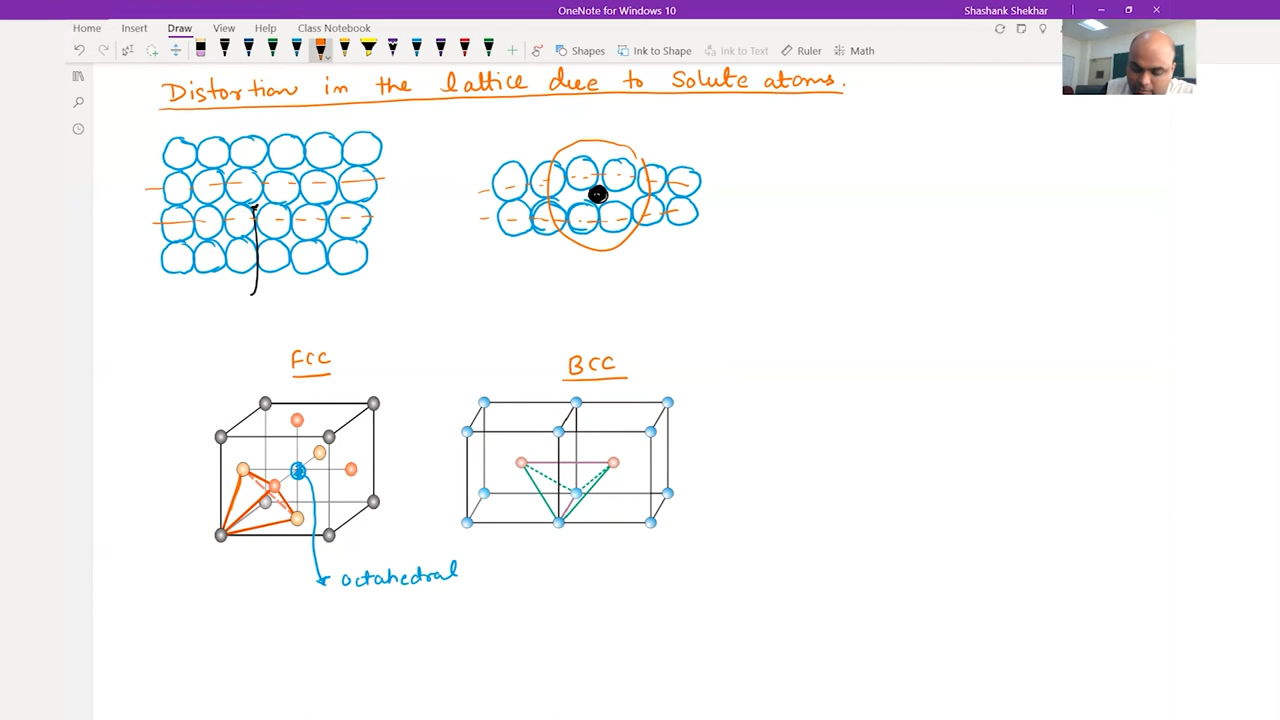 OneNote for Windows 10
Shashank Shekhar
Home Insert Draw View Help Class Notebook
Shapes Ink to Shape Ink to Text Ruler Math
Distortion in the lattice due to Solute atoms.
FCC
BCC
octahedral